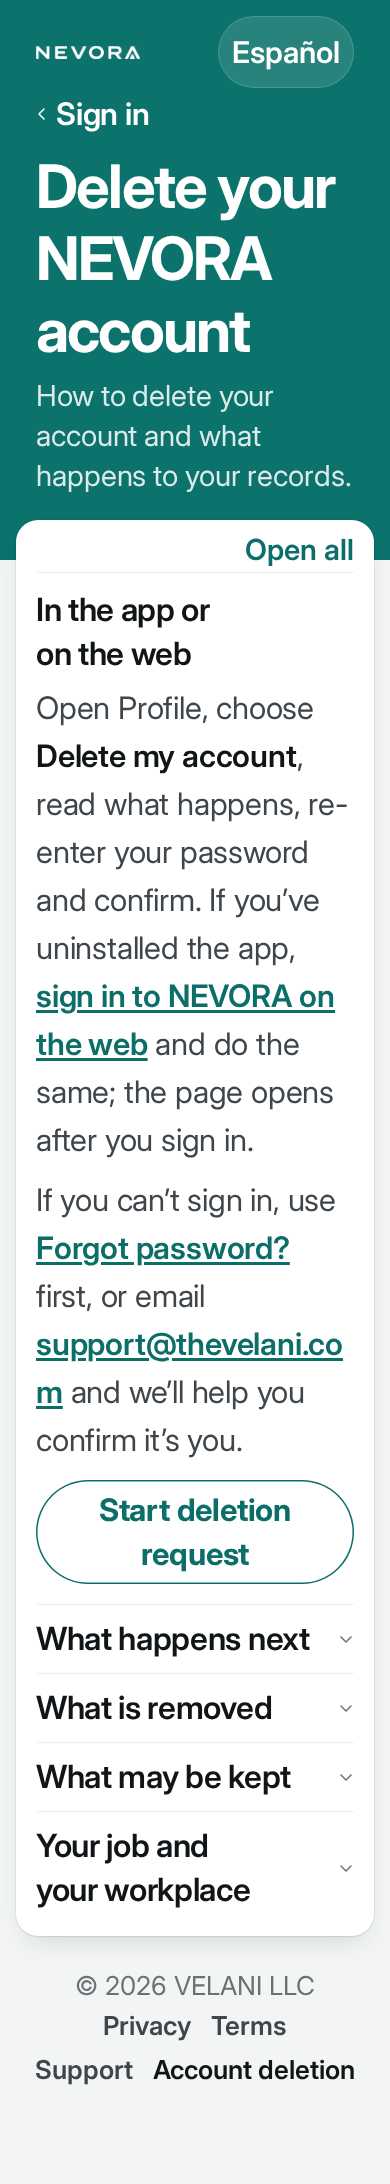 NEVORA
Español
Sign in
Delete your
NEVORA
account
How to delete your
account and what
happens to your records.
Open all
In the app or
on the web
Open Profile, choose
Delete my account,
read what happens, re-
enter your password
and confirm. If you’ve
uninstalled the app,
sign in to NEVORA on
the web and do the
same; the page opens
after you sign in.
If you can’t sign in, use
Forgot password?
first, or email
support@thevelani.co
m and we’ll help you
confirm it’s you.
Start deletion
request
What happens next
What is removed
What may be kept
Your job and
your workplace
© 2026 VELANI LLC
Privacy Terms
Support Account deletion